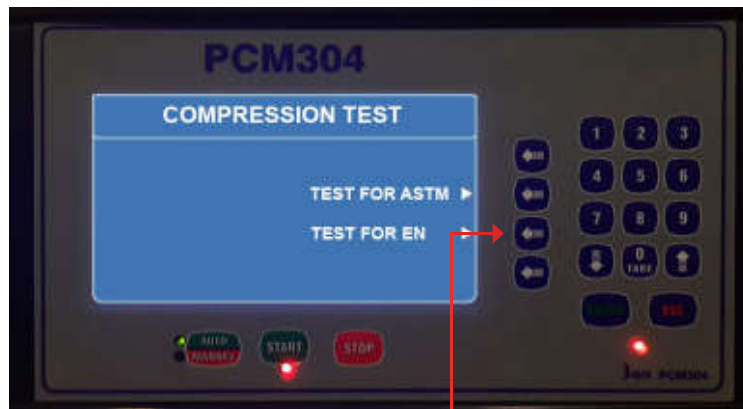 PCM304
COMPRESSION TEST
TEST FOR ASTM
TEST FOR EN
1 2 3
4 5 6
7 8 9
0
TARE
AUTO
START
STOP
ESC
PCM304